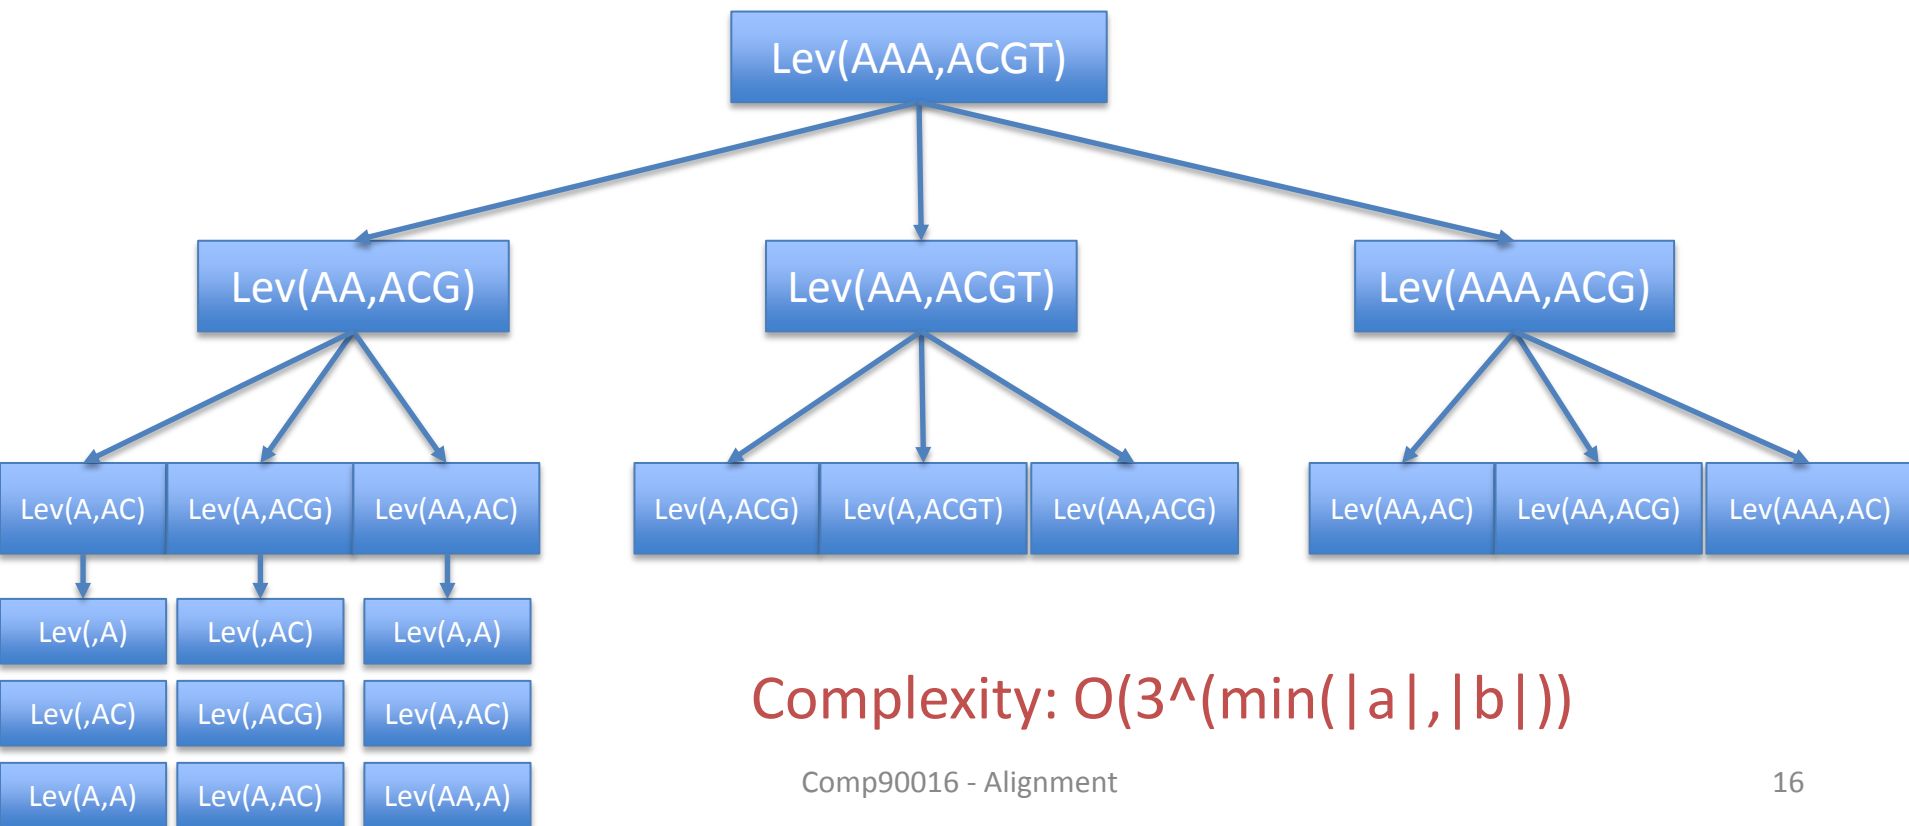 Lev(AAA,ACGT)
Lev(AA,ACG)
Lev(AA,ACGT)
Lev(AAA,ACG)
Lev(A,AC)
Lev(A,ACG)
Lev(AA,AC)
Lev(A,ACG)
Lev(A,ACGT)
Lev(AA,ACG)
Lev(AA,AC)
Lev(AA,ACG)
Lev(AAA,AC)
Lev(,A)
Lev(,AC)
Lev(A,A)
Lev(,AC)
Lev(,ACG)
Lev(A,AC)
Lev(A,A)
Lev(A,AC)
Lev(AA,A)
Complexity: O(3^(min(|a|,|b|))
Comp90016 - Alignment
16